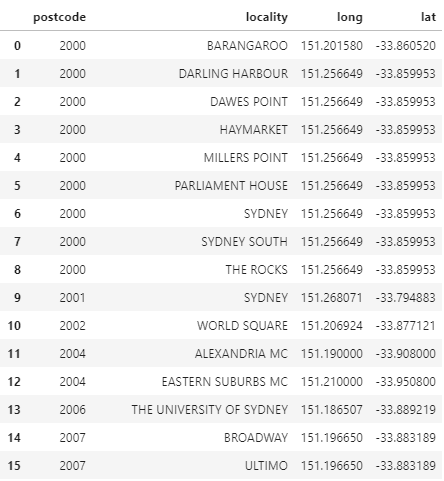 postcode locality long lat
0 2000 BARANGAROO 151.201580 -33.860520
1 2000 DARLING HARBOUR 151.256649 -33.859953
2 2000 DAWES POINT 151.256649 -33.859953
3 2000 HAYMARKET 151.256649 -33.859953
4 2000 MILLERS POINT 151.256649 -33.859953
5 2000 PARLIAMENT HOUSE 151.256649 -33.859953
6 2000 SYDNEY 151.256649 -33.859953
7 2000 SYDNEY SOUTH 151.256649 -33.859953
8 2000 THE ROCKS 151.256649 -33.859953
9 2001 SYDNEY 151.268071 -33.794883
10 2002 WORLD SQUARE 151.206924 -33.877121
11 2004 ALEXANDRIA MC 151.190000 -33.908000
12 2004 EASTERN SUBURBS MC 151.210000 -33.950800
13 2006 THE UNIVERSITY OF SYDNEY 151.186507 -33.889219
14 2007 BROADWAY 151.196650 -33.883189
15 2007 ULTIMO 151.196650 -33.883189